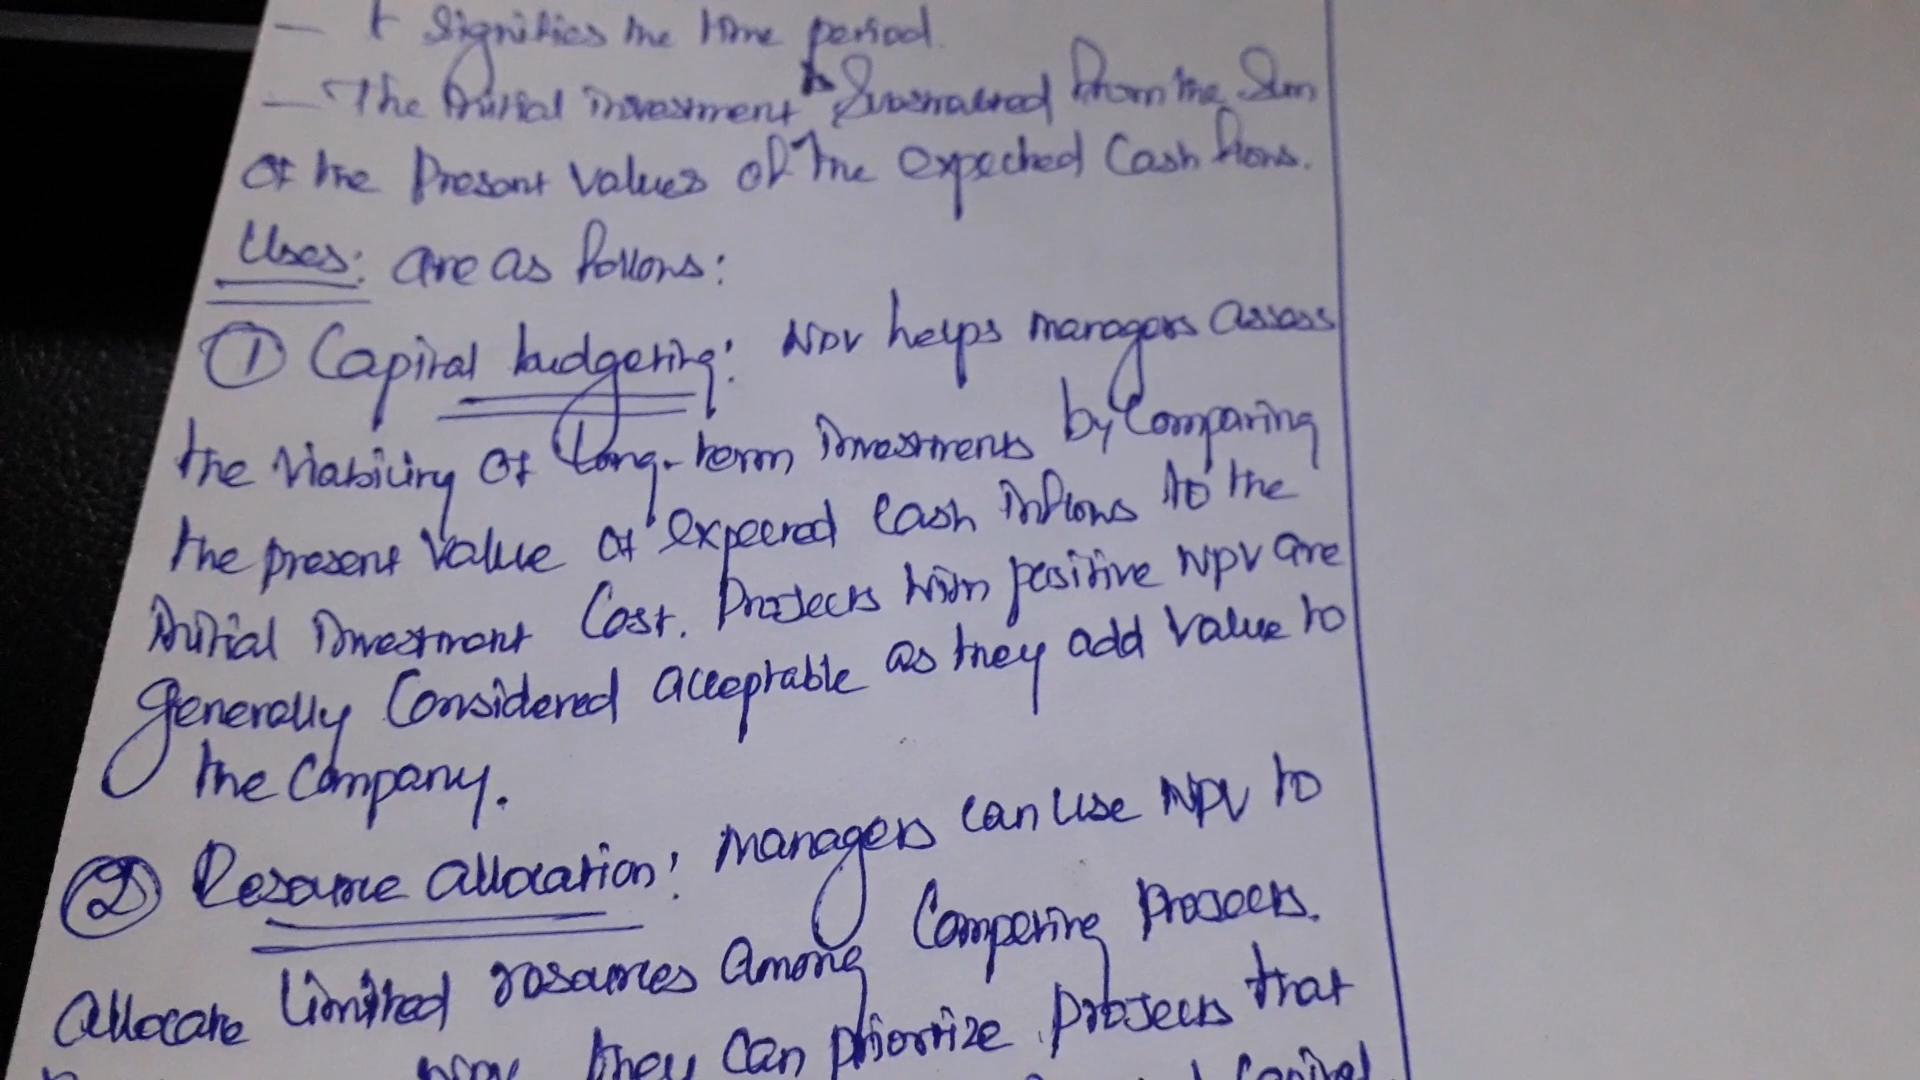 — t signifies the time period.
— The Initial investment is subtracted from the Sum
of the Present values of the expected Cash flows.
Uses: are as follows:
① Capital budgeting: NPV helps managers assess
the viability of long-term investments by Comparing
the present value of expected cash inflows to the
Initial Investment Cost. Projects with positive NPV are
generally Considered acceptable as they add value to
the Company.
② Resource allocation: Managers can use NPV to
allocate limited resources among Competing projects.
they can prioritize projects that
capital